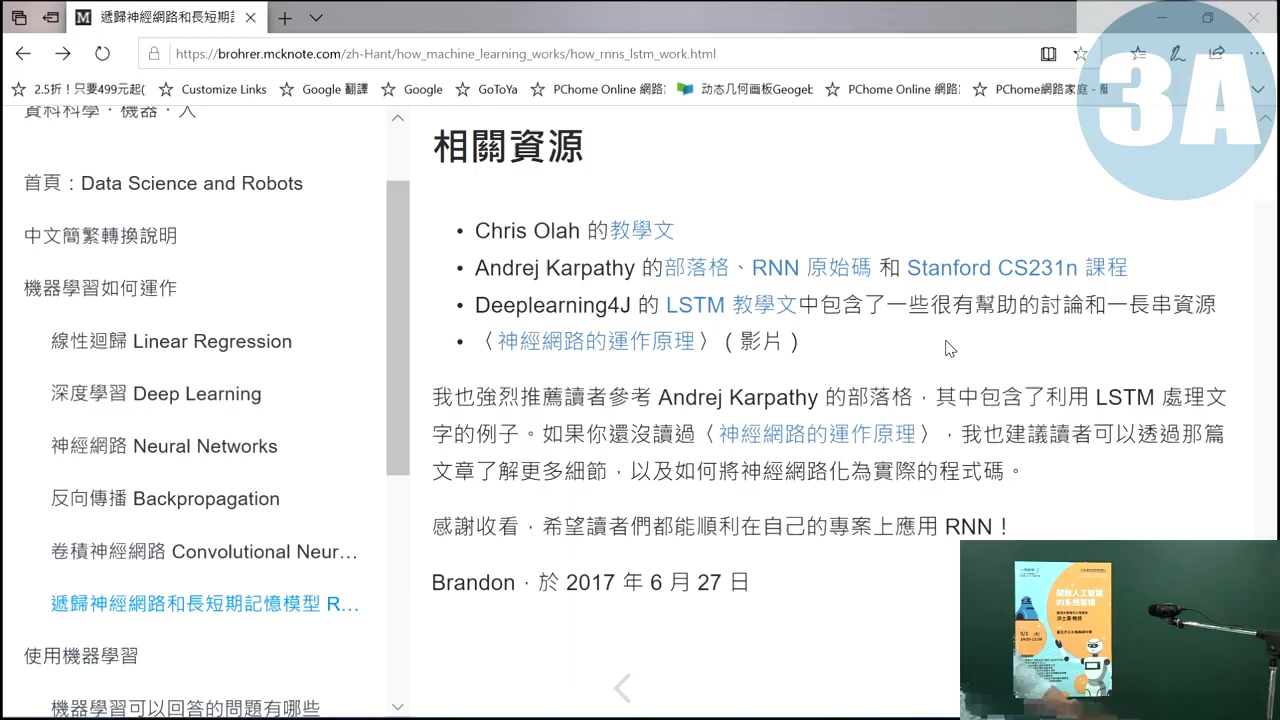 遞歸神經網路和長短期記
https://brohrer.mcknote.com/zh-Hant/how_machine_learning_works/how_rnns_lstm_work.html
2.5折！只要499元起(
Customize Links
Google 翻譯
Google
GoToYa
PChome Online 網路
动态几何画板Geogeb
PChome Online 網路
PChome網路家庭
3A
資料科學．機器．人
首頁：Data Science and Robots
中文簡繁轉換說明
機器學習如何運作
線性迴歸 Linear Regression
深度學習 Deep Learning
神經網路 Neural Networks
反向傳播 Backpropagation
卷積神經網路 Convolutional Neur…
遞歸神經網路和長短期記憶模型 R…
使用機器學習
機器學習可以回答的問題有哪些
相關資源
• Chris Olah 的教學文
• Andrej Karpathy 的部落格、RNN 原始碼 和 Stanford CS231n 課程
• Deeplearning4J 的 LSTM 教學文中包含了一些很有幫助的討論和一長串資源
• 〈神經網路的運作原理〉（影片）
我也強烈推薦讀者參考 Andrej Karpathy 的部落格，其中包含了利用 LSTM 處理文
字的例子。如果你還沒讀過〈神經網路的運作原理〉，我也建議讀者可以透過那篇
文章了解更多細節，以及如何將神經網路化為實際的程式碼。
感謝收看，希望讀者們都能順利在自己的專案上應用 RNN！
Brandon，於 2017 年 6 月 27 日
開啟人工智慧